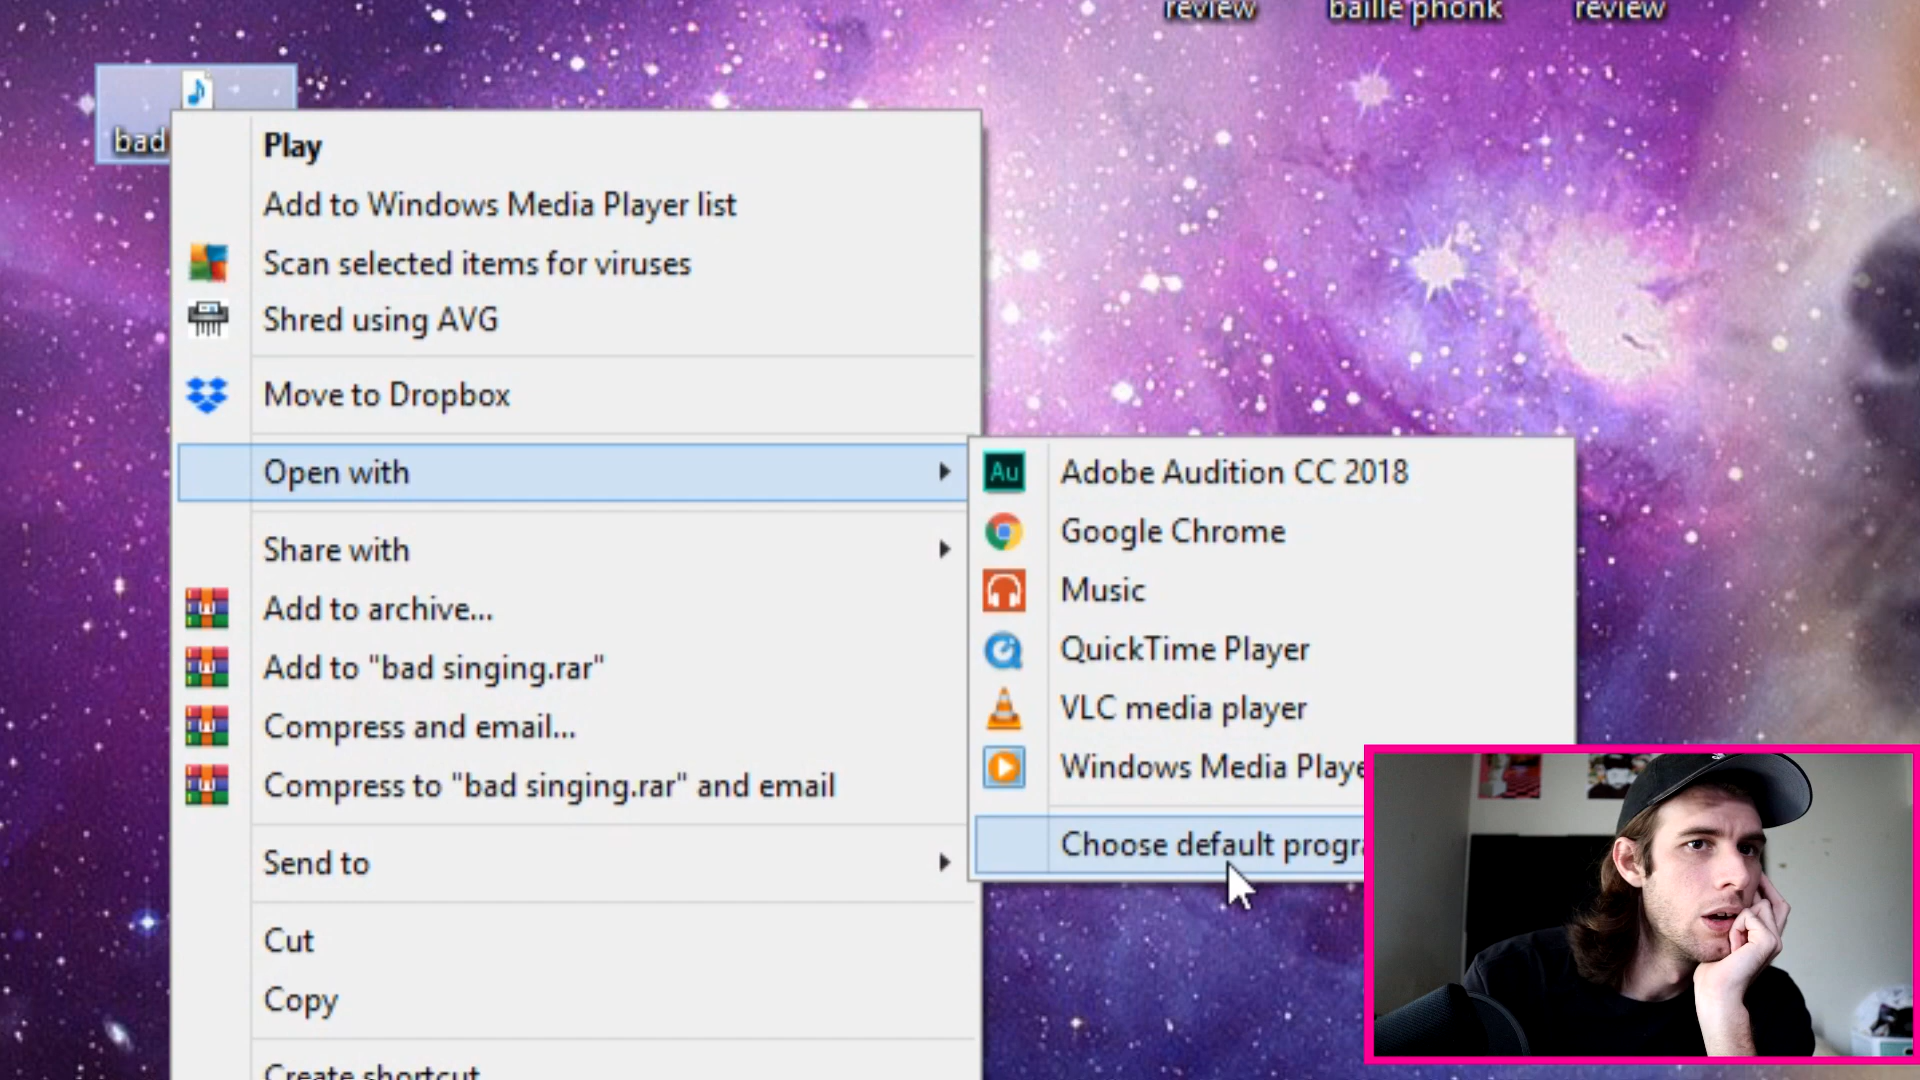 review
baille phonk
review
bad
Play
Add to Windows Media Player list
Scan selected items for viruses
Shred using AVG
Move to Dropbox
Open with
Share with
Add to archive...
Add to "bad singing.rar"
Compress and email...
Compress to "bad singing.rar" and email
Send to
Cut
Copy
Create shortcut
Au
Adobe Audition CC 2018
Google Chrome
Music
QuickTime Player
VLC media player
Windows Media Playe
Choose default progra